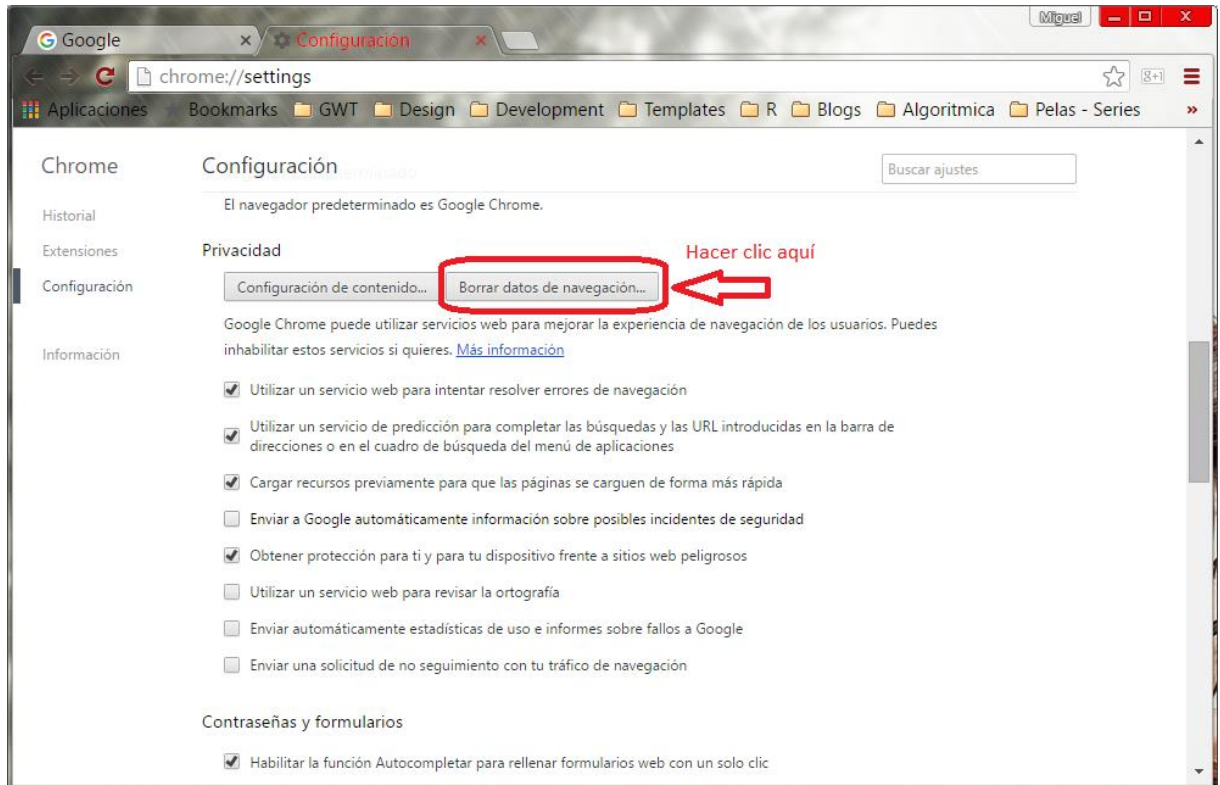 Miguel
Google
Configuración
chrome://settings
Aplicaciones Bookmarks GWT Design Development Templates R Blogs Algoritmica Pelas - Series »
Chrome
Configuración
Buscar ajustes
Historial
El navegador predeterminado es Google Chrome.
Extensiones
Privacidad
Hacer clic aquí
Configuración
Configuración de contenido...
Borrar datos de navegación...
Google Chrome puede utilizar servicios web para mejorar la experiencia de navegación de los usuarios. Puedes
inhabilitar estos servicios si quieres. Más información
Información
Utilizar un servicio web para intentar resolver errores de navegación
Utilizar un servicio de predicción para completar las búsquedas y las URL introducidas en la barra de
direcciones o en el cuadro de búsqueda del menú de aplicaciones
Cargar recursos previamente para que las páginas se carguen de forma más rápida
Enviar a Google automáticamente información sobre posibles incidentes de seguridad
Obtener protección para ti y para tu dispositivo frente a sitios web peligrosos
Utilizar un servicio web para revisar la ortografía
Enviar automáticamente estadísticas de uso e informes sobre fallos a Google
Enviar una solicitud de no seguimiento con tu tráfico de navegación
Contraseñas y formularios
Habilitar la función Autocompletar para rellenar formularios web con un solo clic